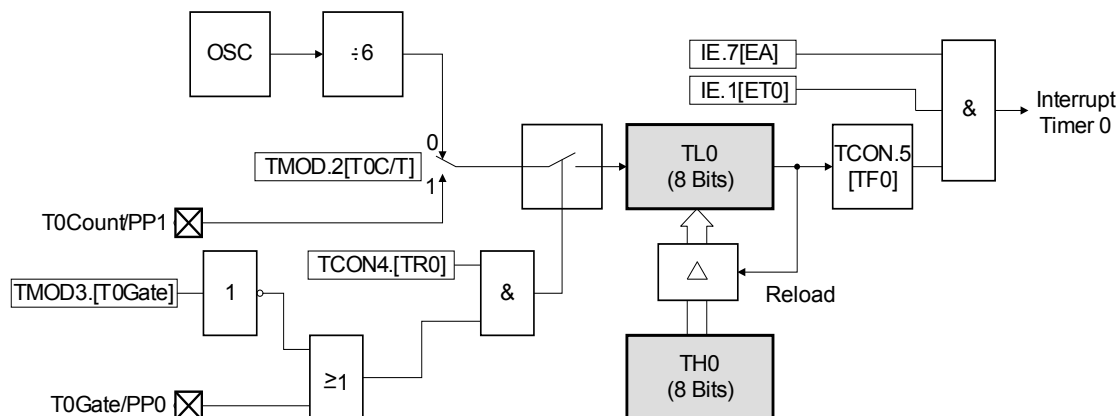 OSC
÷6
IE.7[EA]
IE.1[ET0]
&
Interrupt
Timer 0
0
TMOD.2[T0C/T]
1
TL0
(8 Bits)
TCON.5
[TF0]
T0Count/PP1
TCON4.[TR0]
&
Reload
TMOD3.[T0Gate]
1
≥1
TH0
(8 Bits)
T0Gate/PP0